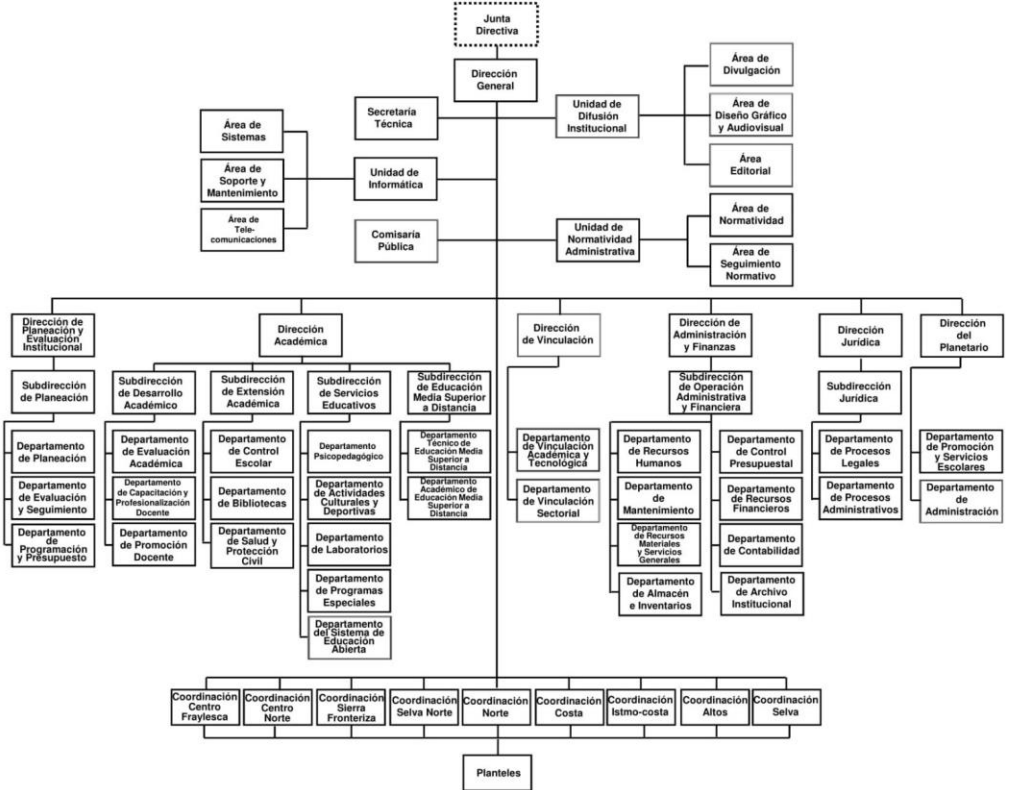 Junta
Directiva
Dirección
General
Secretaría
Técnica
Unidad de
Difusión
Institucional
Área de
Divulgación
Área de
Diseño Gráfico
y Audiovisual
Área
Editorial
Área de
Sistemas
Área de
Soporte y
Mantenimiento
Área de
Tele-
comunicaciones
Unidad de
Informática
Comisaría
Pública
Unidad de
Normatividad
Administrativa
Área de
Normatividad
Área de
Seguimiento
Normativo
Dirección de
Planeación y
Evaluación
Institucional
Dirección
Académica
Dirección
de Vinculación
Dirección de
Administración
y Finanzas
Dirección
Jurídica
Dirección
del
Planetario
Subdirección
de Planeación
Subdirección
de Desarrollo
Académico
Subdirección
de Extensión
Académica
Subdirección
de Servicios
Educativos
Subdirección
de Educación
Media Superior
a Distancia
Subdirección
de Operación
Administrativa
y Financiera
Subdirección
Jurídica
Departamento
de Planeación
Departamento
de Evaluación
y Seguimiento
Departamento
de
Programación
y Presupuesto
Departamento
de Evaluación
Académica
Departamento
de Capacitación y
Profesionalización
Docente
Departamento
de Promoción
Docente
Departamento
de Control
Escolar
Departamento
de Bibliotecas
Departamento
de Salud y
Protección
Civil
Departamento
Psicopedagógico
Departamento
de Actividades
Culturales y
Deportivas
Departamento
de Laboratorios
Departamento
de Programas
Especiales
Departamento
del Sistema de
Educación
Abierta
Departamento
Técnico de
Educación Media
Superior a
Distancia
Departamento
Académico de
Educación Media
Superior a
Distancia
Departamento
de Vinculación
Académica y
Tecnológica
Departamento
de Vinculación
Sectorial
Departamento
de Recursos
Humanos
Departamento
de
Mantenimiento
Departamento
de Recursos
Materiales
y Servicios
Generales
Departamento
de Almacén
e Inventarios
Departamento
de Control
Presupuestal
Departamento
de Recursos
Financieros
Departamento
de Contabilidad
Departamento
de Archivo
Institucional
Departamento
de Procesos
Legales
Departamento
de Procesos
Administrativos
Departamento
de Promoción
y Servicios
Escolares
Departamento
de
Administración
Coordinación
Centro
Fraylesca
Coordinación
Centro
Norte
Coordinación
Sierra
Fronteriza
Coordinación
Selva Norte
Coordinación
Norte
Coordinación
Costa
Coordinación
Istmo-costa
Coordinación
Altos
Coordinación
Selva
Planteles